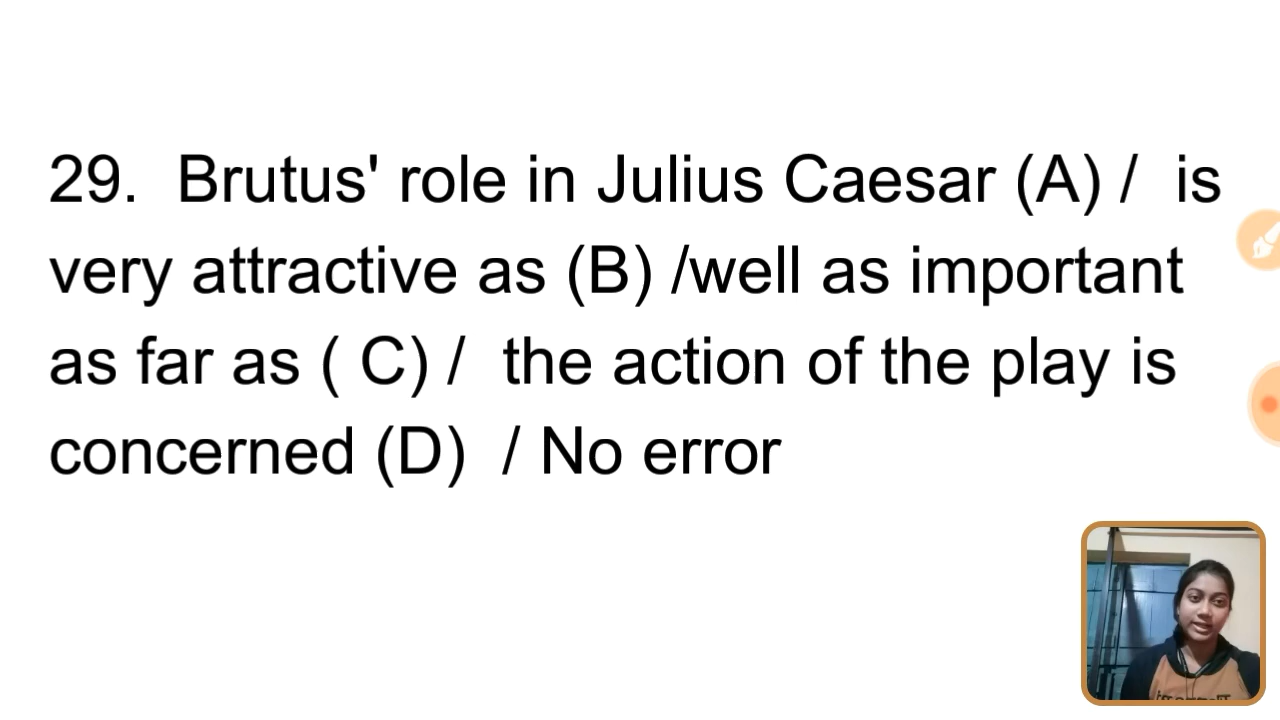 29. Brutus' role in Julius Caesar (A) / is
very attractive as (B) /well as important
as far as ( C) / the action of the play is
concerned (D) / No error